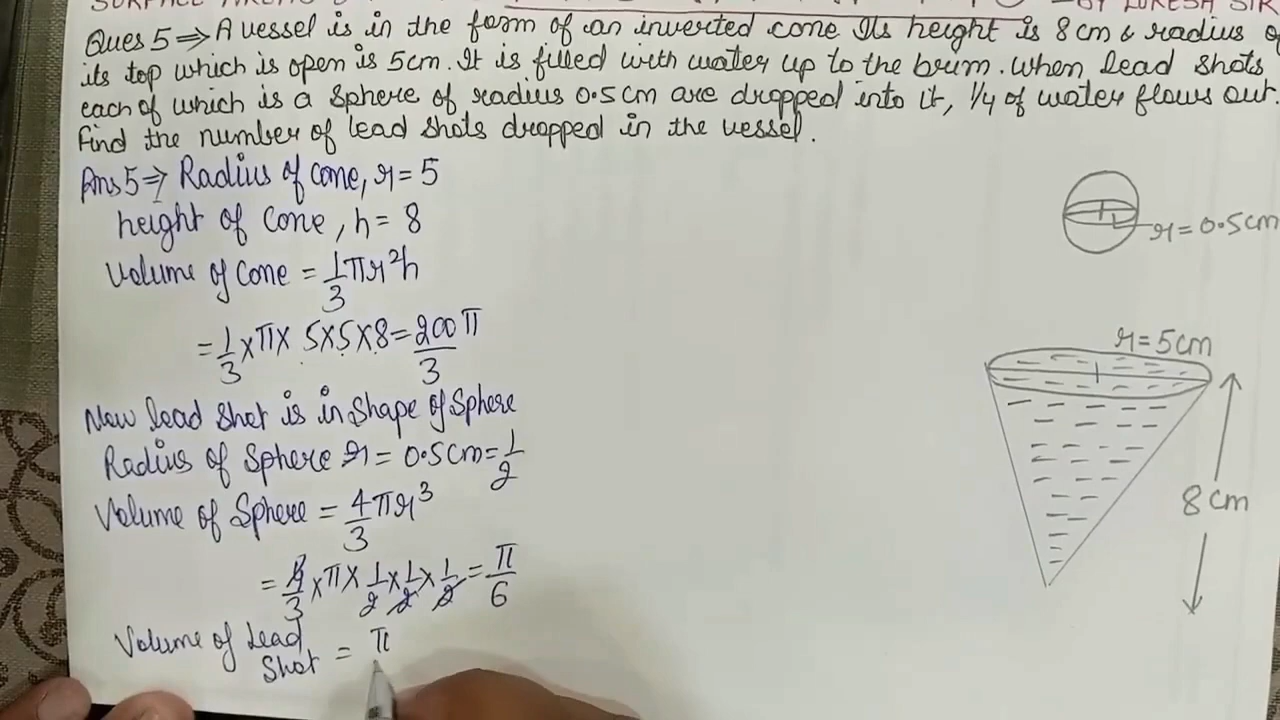 BY LOKESH SIR
Ques 5 ⇒ A vessel is in the form of an inverted cone Its height is 8 cm & radius
its top which is open is 5cm. It is filled with water up to the brim. When lead shots
each of which is a sphere of radius 0.5 cm are dropped into it, 1/4 of water flows out.
Find the number of lead shots dropped in the vessel.
Ans 5 ⇒ Radius of cone, r = 5
height of cone, h = 8
Volume of cone = 1/3 πr²h
= 1/3 × π × 5×5×8 = 200π/3
Now lead shot is in shape of sphere
Radius of sphere r = 0.5cm = 1/2
Volume of sphere = 4/3 πr³
= 4/3 × π × 1/2 × 1/2 × 1/2 = π/6
Volume of lead
shot = π
r = 0.5cm
r = 5cm
8 cm